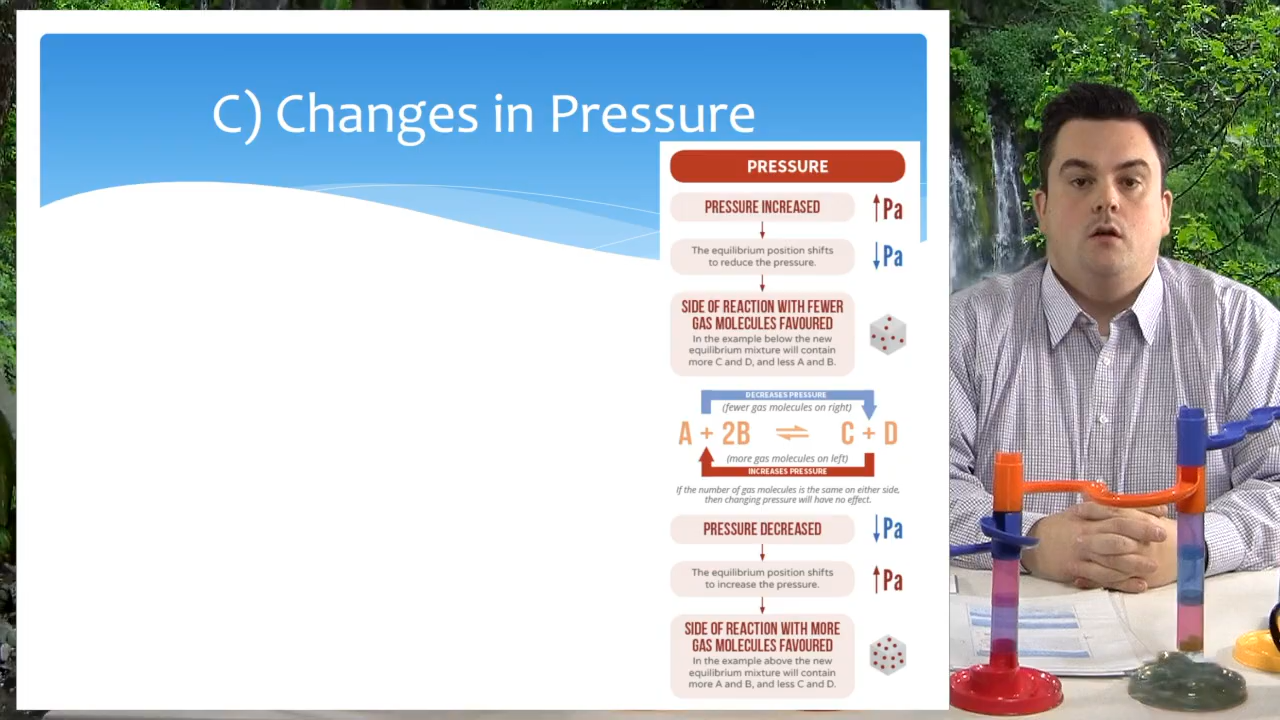 C) Changes in Pressure
PRESSURE
PRESSURE INCREASED
↑Pa
The equilibrium position shifts
to reduce the pressure.
↓Pa
SIDE OF REACTION WITH FEWER
GAS MOLECULES FAVOURED
In the example below the new
equilibrium mixture will contain
more C and D, and less A and B.
DECREASES PRESSURE
(fewer gas molecules on right)
A + 2B ⇌ C + D
(more gas molecules on left)
INCREASES PRESSURE
If the number of gas molecules is the same on either side,
then changing pressure will have no effect.
PRESSURE DECREASED
↓Pa
The equilibrium position shifts
to increase the pressure.
↑Pa
SIDE OF REACTION WITH MORE
GAS MOLECULES FAVOURED
In the example above the new
equilibrium mixture will contain
more A and B, and less C and D.